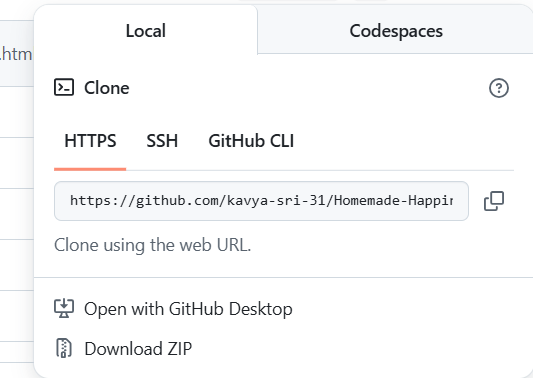 Local
Codespaces
.htm
Clone
HTTPS
SSH
GitHub CLI
https://github.com/kavya-sri-31/Homemade-Happin
Clone using the web URL.
Open with GitHub Desktop
Download ZIP